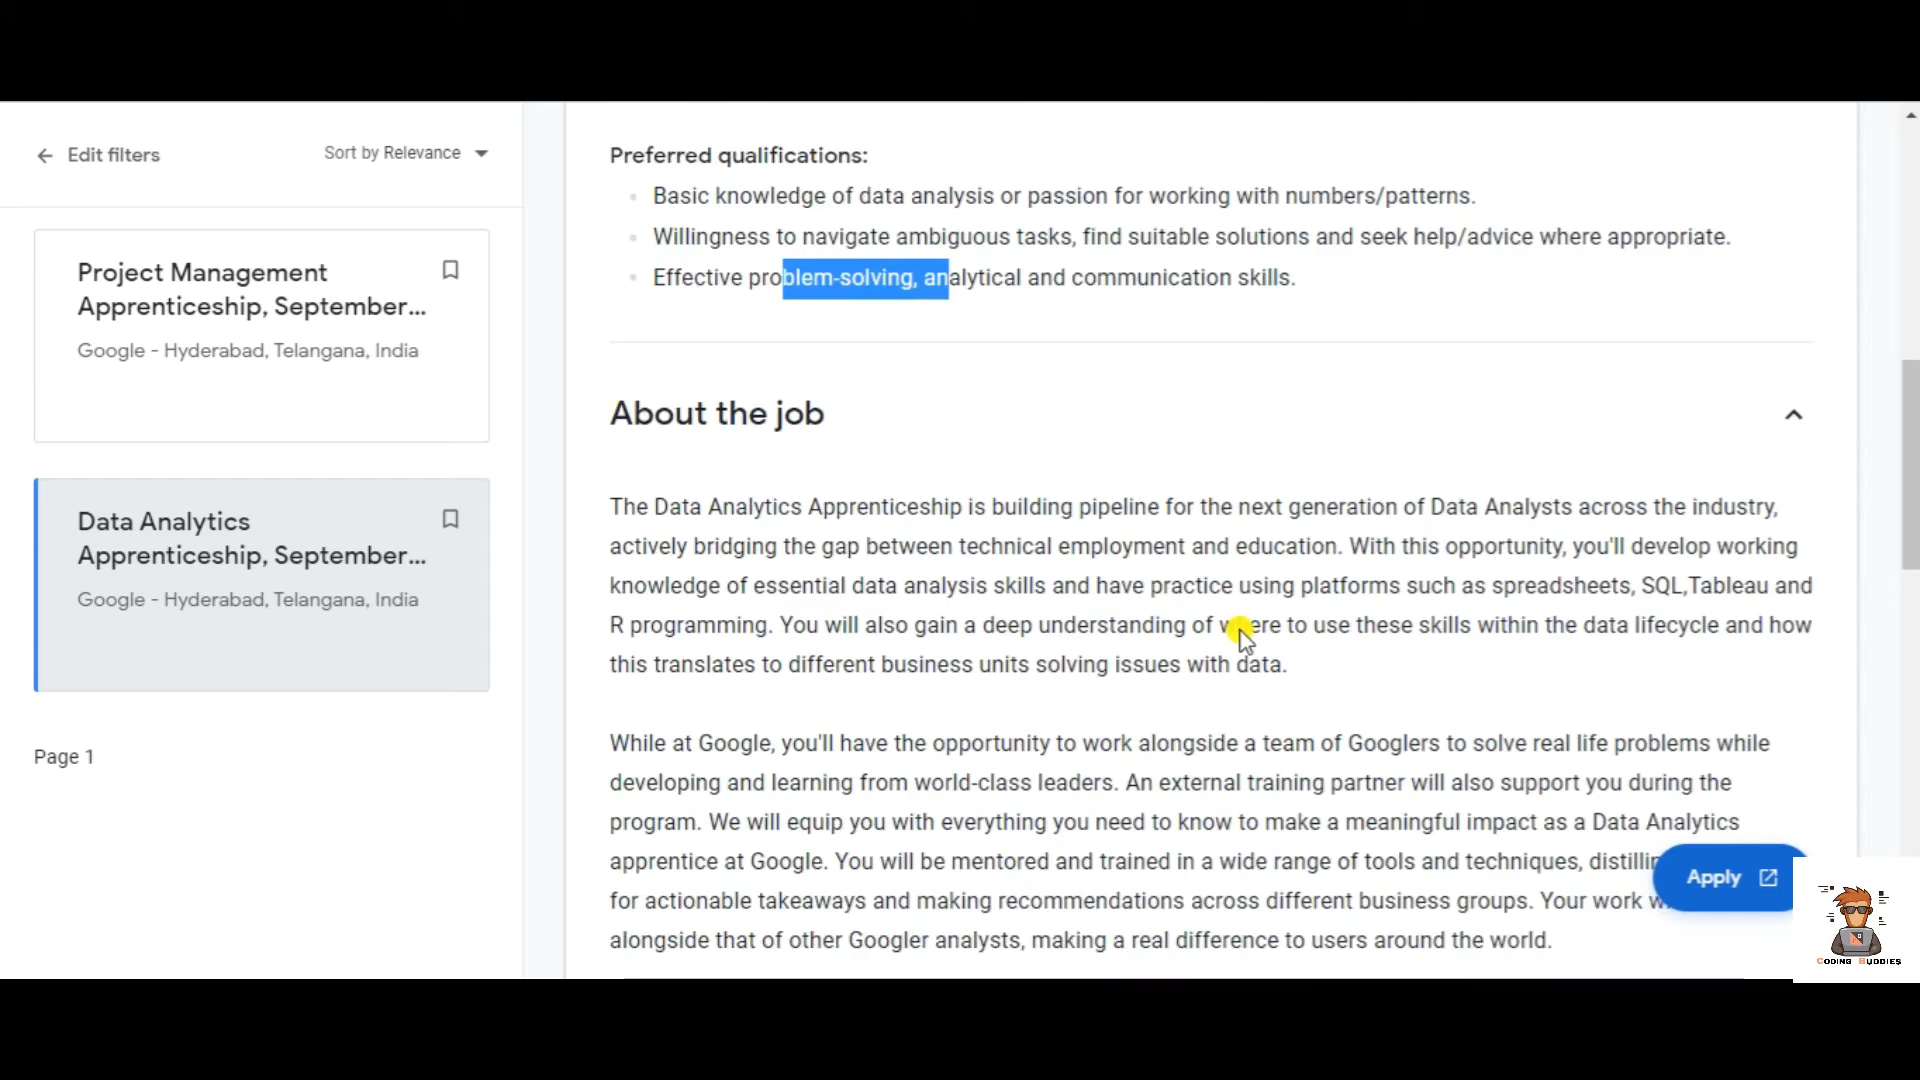 Edit filters
Sort by Relevance
Project Management
Apprenticeship, September...
Google - Hyderabad, Telangana, India
Data Analytics
Apprenticeship, September...
Google - Hyderabad, Telangana, India
Page 1
Preferred qualifications:
Basic knowledge of data analysis or passion for working with numbers/patterns.
Willingness to navigate ambiguous tasks, find suitable solutions and seek help/advice where appropriate.
Effective problem-solving, analytical and communication skills.
About the job
The Data Analytics Apprenticeship is building pipeline for the next generation of Data Analysts across the industry,
actively bridging the gap between technical employment and education. With this opportunity, you'll develop working
knowledge of essential data analysis skills and have practice using platforms such as spreadsheets, SQL,Tableau and
R programming. You will also gain a deep understanding of where to use these skills within the data lifecycle and how
this translates to different business units solving issues with data.
While at Google, you'll have the opportunity to work alongside a team of Googlers to solve real life problems while
developing and learning from world-class leaders. An external training partner will also support you during the
program. We will equip you with everything you need to know to make a meaningful impact as a Data Analytics
apprentice at Google. You will be mentored and trained in a wide range of tools and techniques,
for actionable takeaways and making recommendations across different business groups. Your work
alongside that of other Googler analysts, making a real difference to users around the world.
Apply
CODING BUDDIES